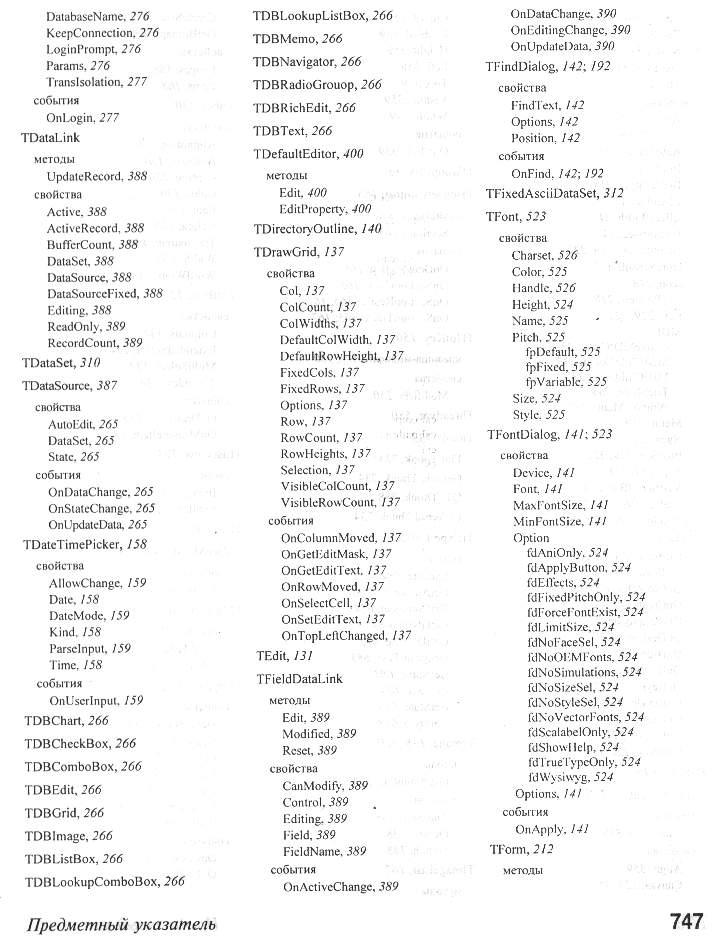 DatabaseName, 276
KeepConnection, 276
LoginPrompt, 276
Params, 276
TransIsolation, 277
события
OnLogin, 277
TDataLink
методы
UpdateRecord, 388
свойства
Active, 388
ActiveRecord, 388
BufferCount, 388
DataSet, 388
DataSource, 388
DataSourceFixed, 388
Editing, 388
ReadOnly, 389
RecordCount, 389
TDataSet, 310
TDataSource, 387
свойства
AutoEdit, 265
DataSet, 265
State, 265
события
OnDataChange, 265
OnStateChange, 265
OnUpdateData, 265
TDateTimePicker, 158
свойства
AllowChange, 159
Date, 158
DateMode, 159
Kind, 158
ParseInput, 159
Time, 158
события
OnUserInput, 159
TDBChart, 266
TDBCheckBox, 266
TDBComboBox, 266
TDBEdit, 266
TDBGrid, 266
TDBImage, 266
TDBListBox, 266
TDBLookupComboBox, 266
TDBLookupListBox, 266
TDBMemo, 266
TDBNavigator, 266
TDBRadioGrouop, 266
TDBRichEdit, 266
TDBText, 266
TDefaultEditor, 400
методы
Edit, 400
EditProperty, 400
TDirectoryOutline, 140
TDrawGrid, 137
свойства
Col, 137
ColCount, 137
ColWidths, 137
DefaultColWidth, 137
DefaultRowHeight, 137
FixedCols, 137
FixedRows, 137
Options, 137
Row, 137
RowCount, 137
RowHeights, 137
Selection, 137
VisibleColCount, 137
VisibleRowCount, 137
события
OnColumnMoved, 137
OnGetEditMask, 137
OnGetEditText, 137
OnRowMoved, 137
OnSelectCell, 137
OnSetEditText, 137
OnTopLeftChanged, 137
TEdit, 131
TFieldDataLink
методы
Edit, 389
Modified, 389
Reset, 389
свойства
CanModify, 389
Control, 389
Editing, 389
Field, 389
FieldName, 389
события
OnActiveChange, 389
OnDataChange, 390
OnEditingChange, 390
OnUpdateData, 390
TFindDialog, 142; 192
свойства
FindText, 142
Options, 142
Position, 142
события
OnFind, 142; 192
TFixedAsciiDataSet, 312
TFont, 523
свойства
Charset, 526
Color, 525
Handle, 526
Height, 524
Name, 525
Pitch, 525
fpDefault, 525
fpFixed, 525
fpVariable, 525
Size, 524
Style, 525
TFontDialog, 141; 523
свойства
Device, 141
Font, 141
MaxFontSize, 141
MinFontSize, 141
Option
fdAniOnly, 524
fdApplyButton, 524
fdEffects, 524
fdFixedPitchOnly, 524
fdForceFontExist, 524
fdLimitSize, 524
fdNoFaceSel, 524
fdNoOEMFonts, 524
fdNoSimulations, 524
fdNoSizeSel, 524
fdNoStyleSel, 524
fdNoVectorFonts, 524
fdScalabelOnly, 524
fdShowHelp, 524
fdTrueTypeOnly, 524
fdWysiwyg, 524
Options, 141
события
OnApply, 141
TForm, 212
методы
Предметный указатель
747